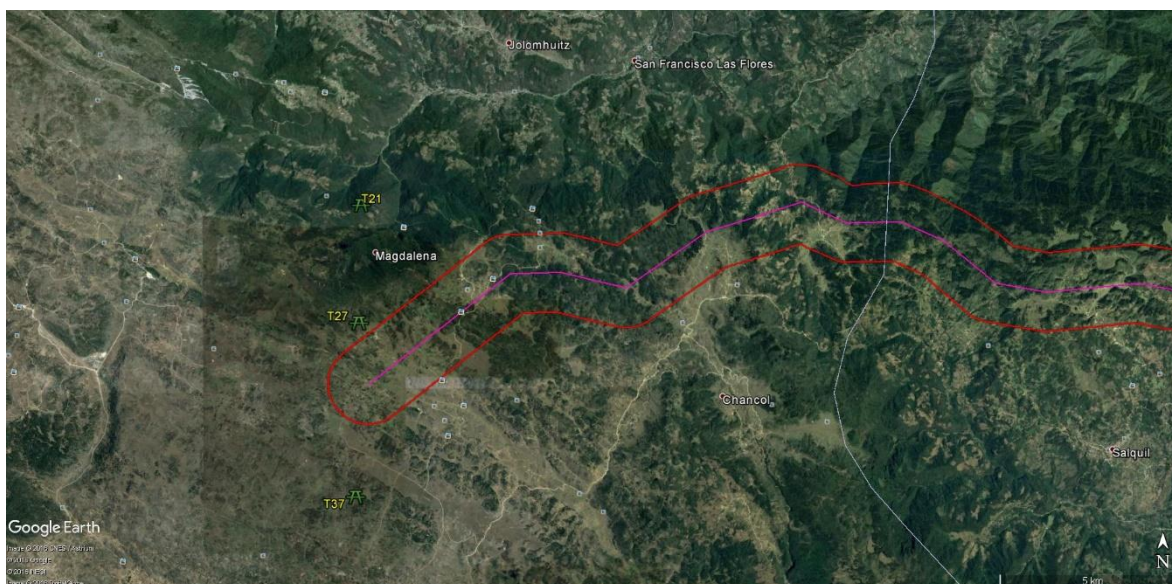 Jolomhuitz
San Francisco Las Flores
T21
Magdalena
T27
Chancol
Salquil
T37
Google Earth
N
5 km